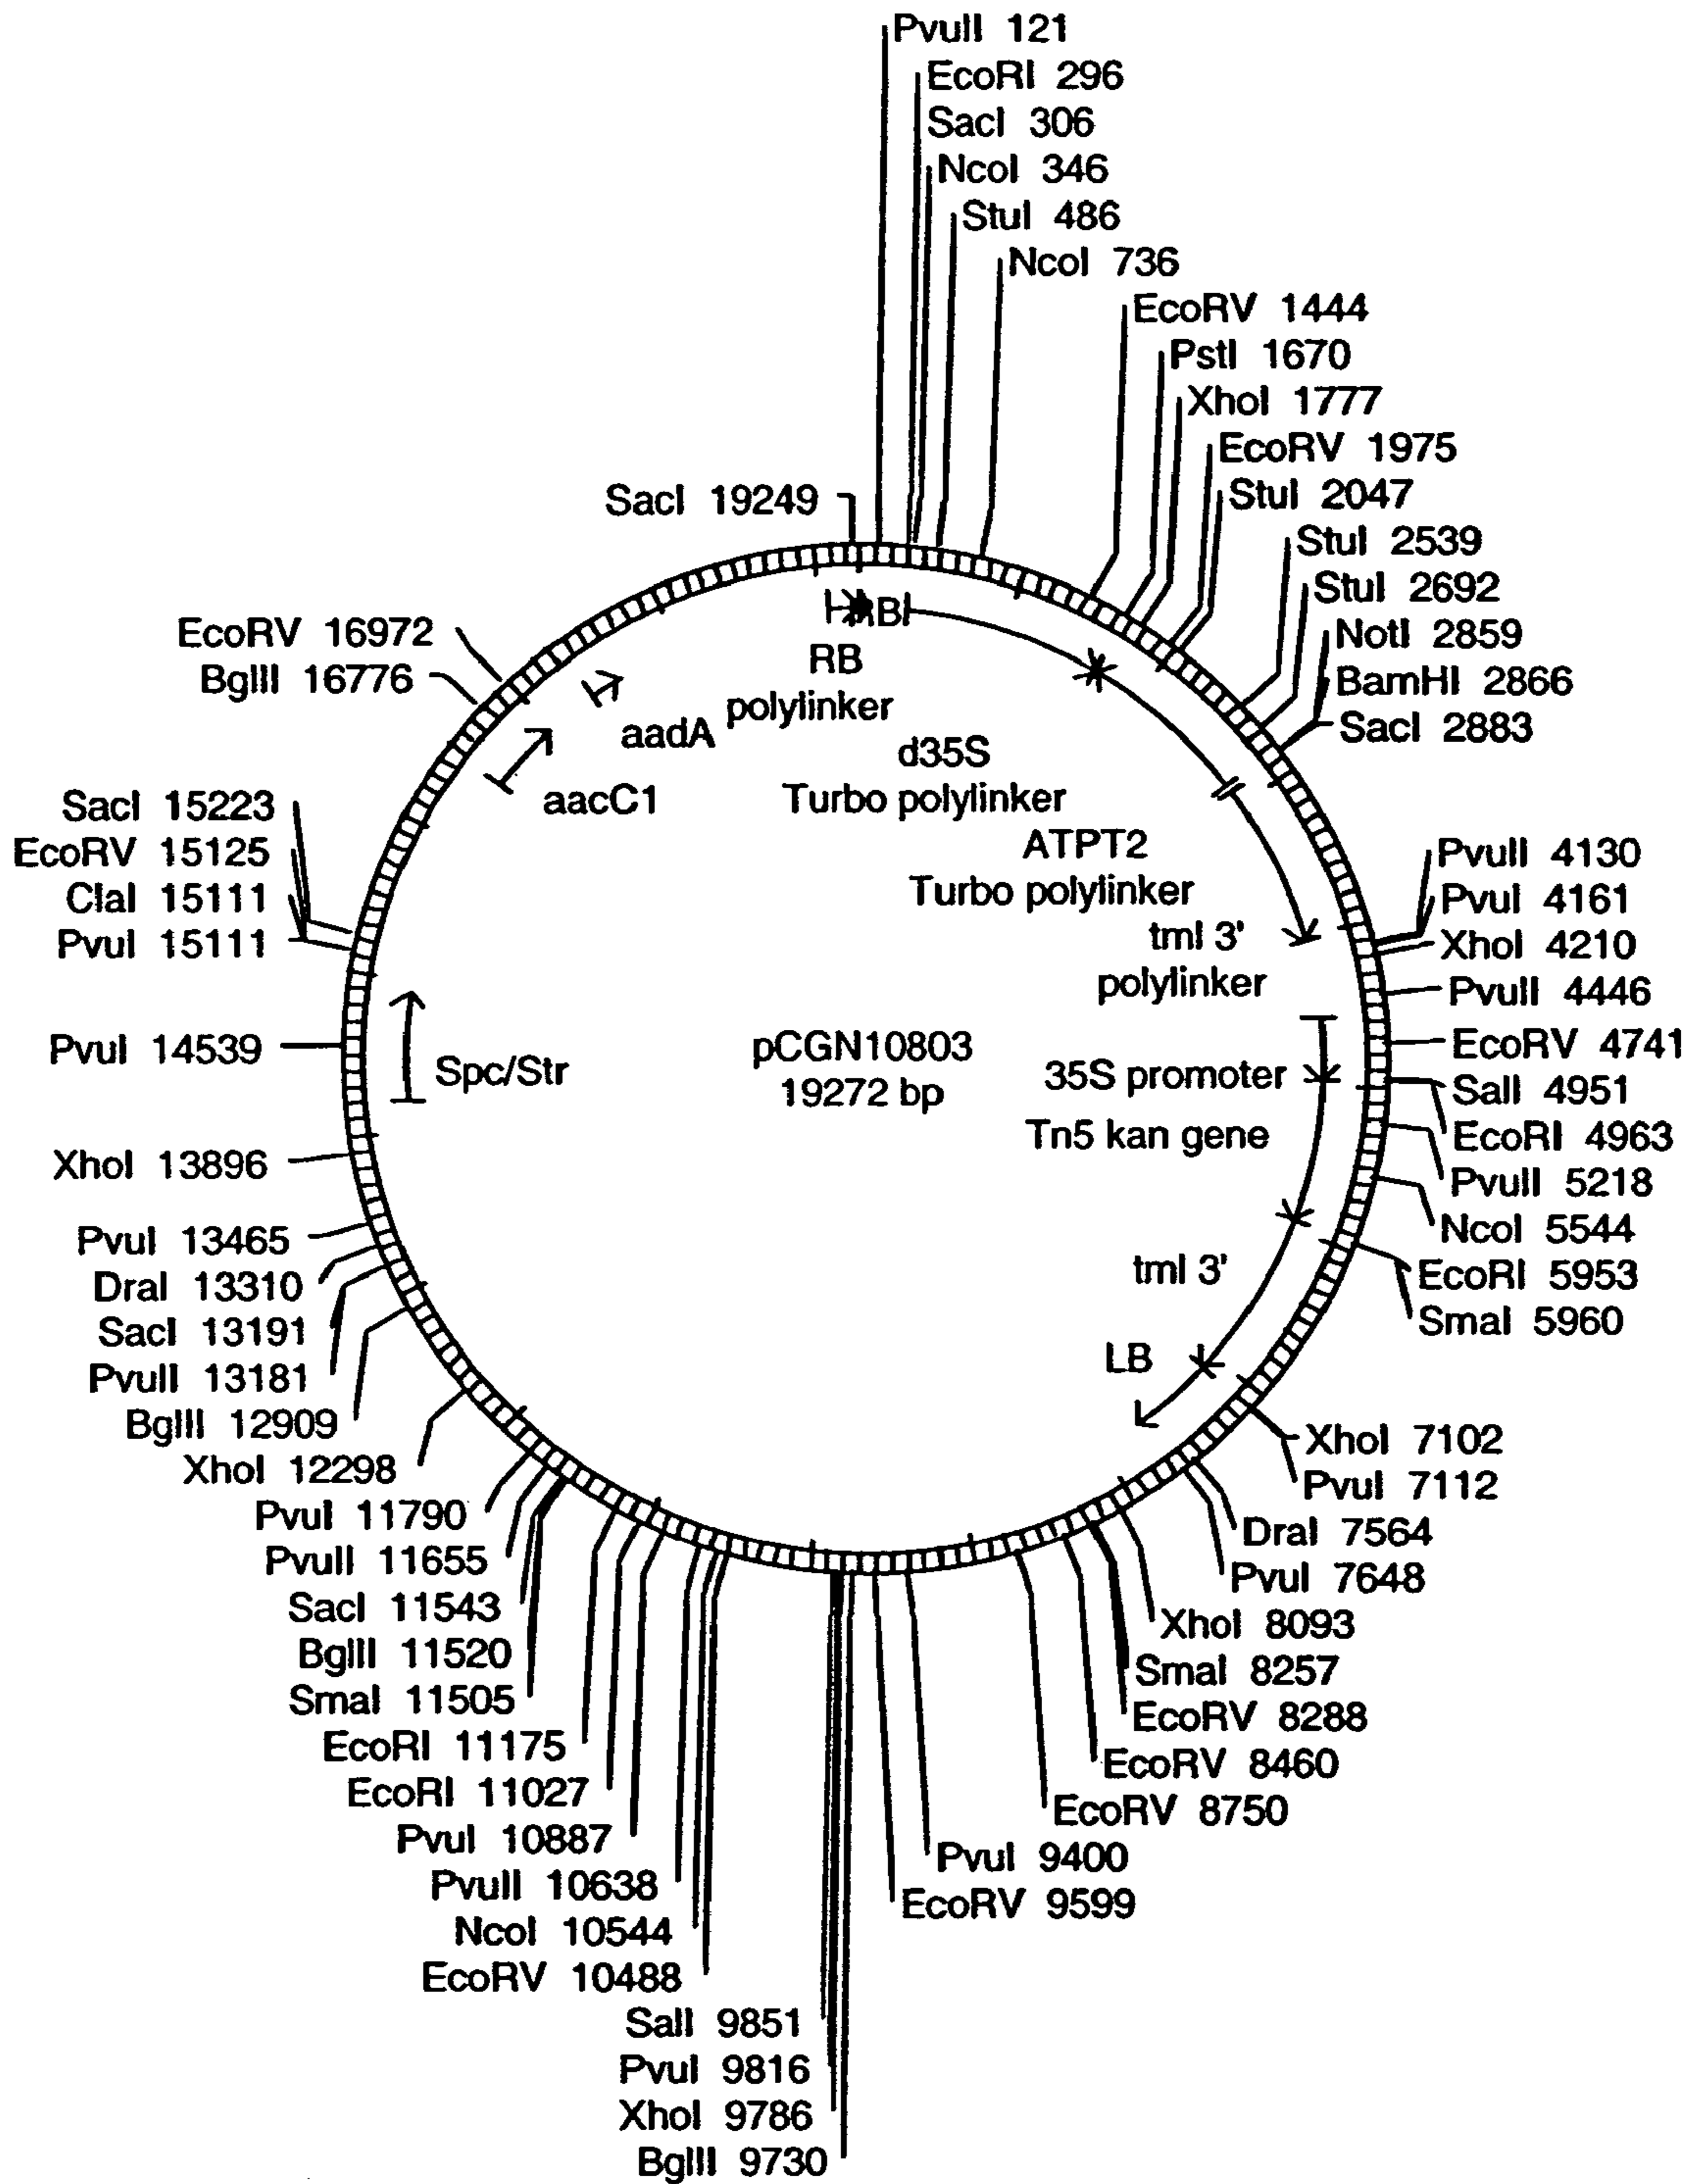 PvuII 121
EcoRI 296
SacI 306
NcoI 346
StuI 486
NcoI 736
EcoRV 1444
PstI 1670
XhoI 1777
EcoRV 1975
StuI 2047
StuI 2539
StuI 2692
NotI 2859
BamHI 2866
SacI 2883
PvuII 4130
PvuI 4161
XhoI 4210
PvuII 4446
EcoRV 4741
SalI 4951
EcoRI 4963
PvuII 5218
NcoI 5544
EcoRI 5953
SmaI 5960
XhoI 7102
PvuI 7112
DraI 7564
PvuI 7648
XhoI 8093
SmaI 8257
EcoRV 8288
EcoRV 8460
EcoRV 8750
PvuI 9400
EcoRV 9599
BglII 9730
XhoI 9786
PvuI 9816
SalI 9851
EcoRV 10488
NcoI 10544
PvuII 10638
PvuI 10887
EcoRI 11027
EcoRI 11175
SmaI 11505
BglII 11520
SacI 11543
PvuII 11655
PvuI 11790
XhoI 12298
BglII 12909
PvuII 13181
SacI 13191
DraI 13310
PvuI 13465
XhoI 13896
PvuI 14539
PvuI 15111
ClaI 15111
EcoRV 15125
SacI 15223
BglII 16776
EcoRV 16972
SacI 19249
RB
polylinker
d35S
Turbo polylinker
ATPT2
Turbo polylinker
tml 3'
polylinker
35S promoter
Tn5 kan gene
tml 3'
LB
Spc/Str
aacC1
aadA
pCGN10803
19272 bp